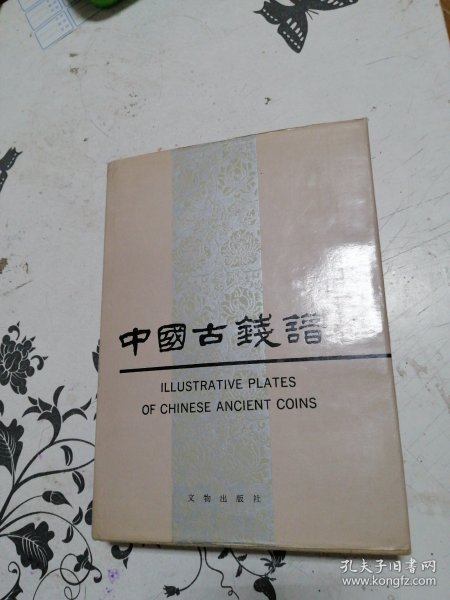 中國古錢譜
ILLUSTRATIVE PLATES
OF CHINESE ANCIENT COINS
文物出版社
孔夫子旧书网
www.kongfz.com